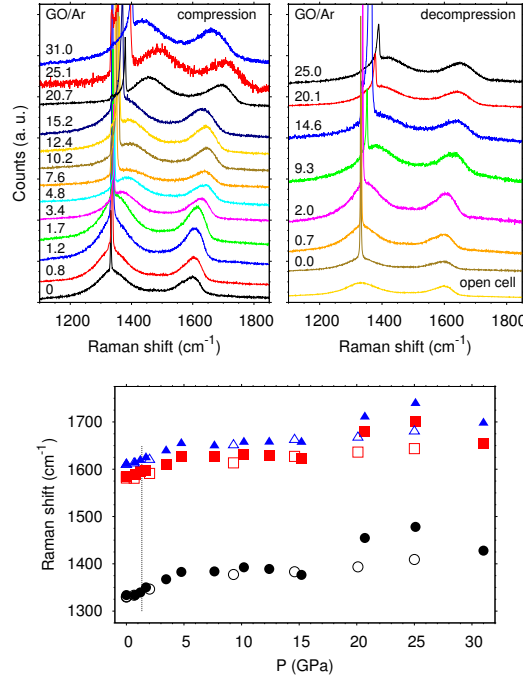 GO/Ar compression
31.0
25.1
20.7
15.2
12.4
10.2
7.6
4.8
3.4
1.7
1.2
0.8
0
Counts (a. u.)
1200 1400 1600 1800
Raman shift (cm-1)
GO/Ar decompression
25.0
20.1
14.6
9.3
2.0
0.7
0.0
open cell
1200 1400 1600 1800
Raman shift (cm-1)
1700
1600
1500
1400
1300
Raman shift (cm-1)
0 5 10 15 20 25 30
P (GPa)